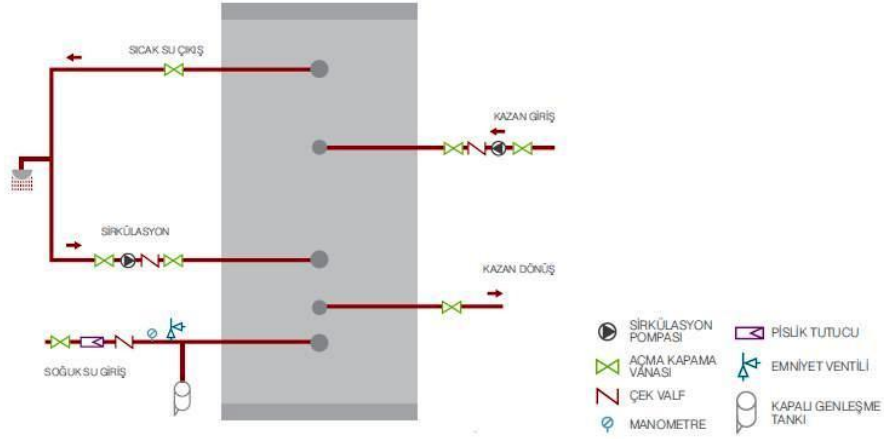 SICAK SU ÇIKIŞ
KAZAN GİRİŞ
SİRKÜLASYON
KAZAN DÖNÜŞ
SOĞUK SU GİRİŞ
SİRKÜLASYON
POMPASI
AÇMA KAPAMA
VANASI
ÇEK VALF
MANOMETRE
PİSLİK TUTUCU
EMNİYET VENTİLİ
KAPALI GENLEŞME
TANKI